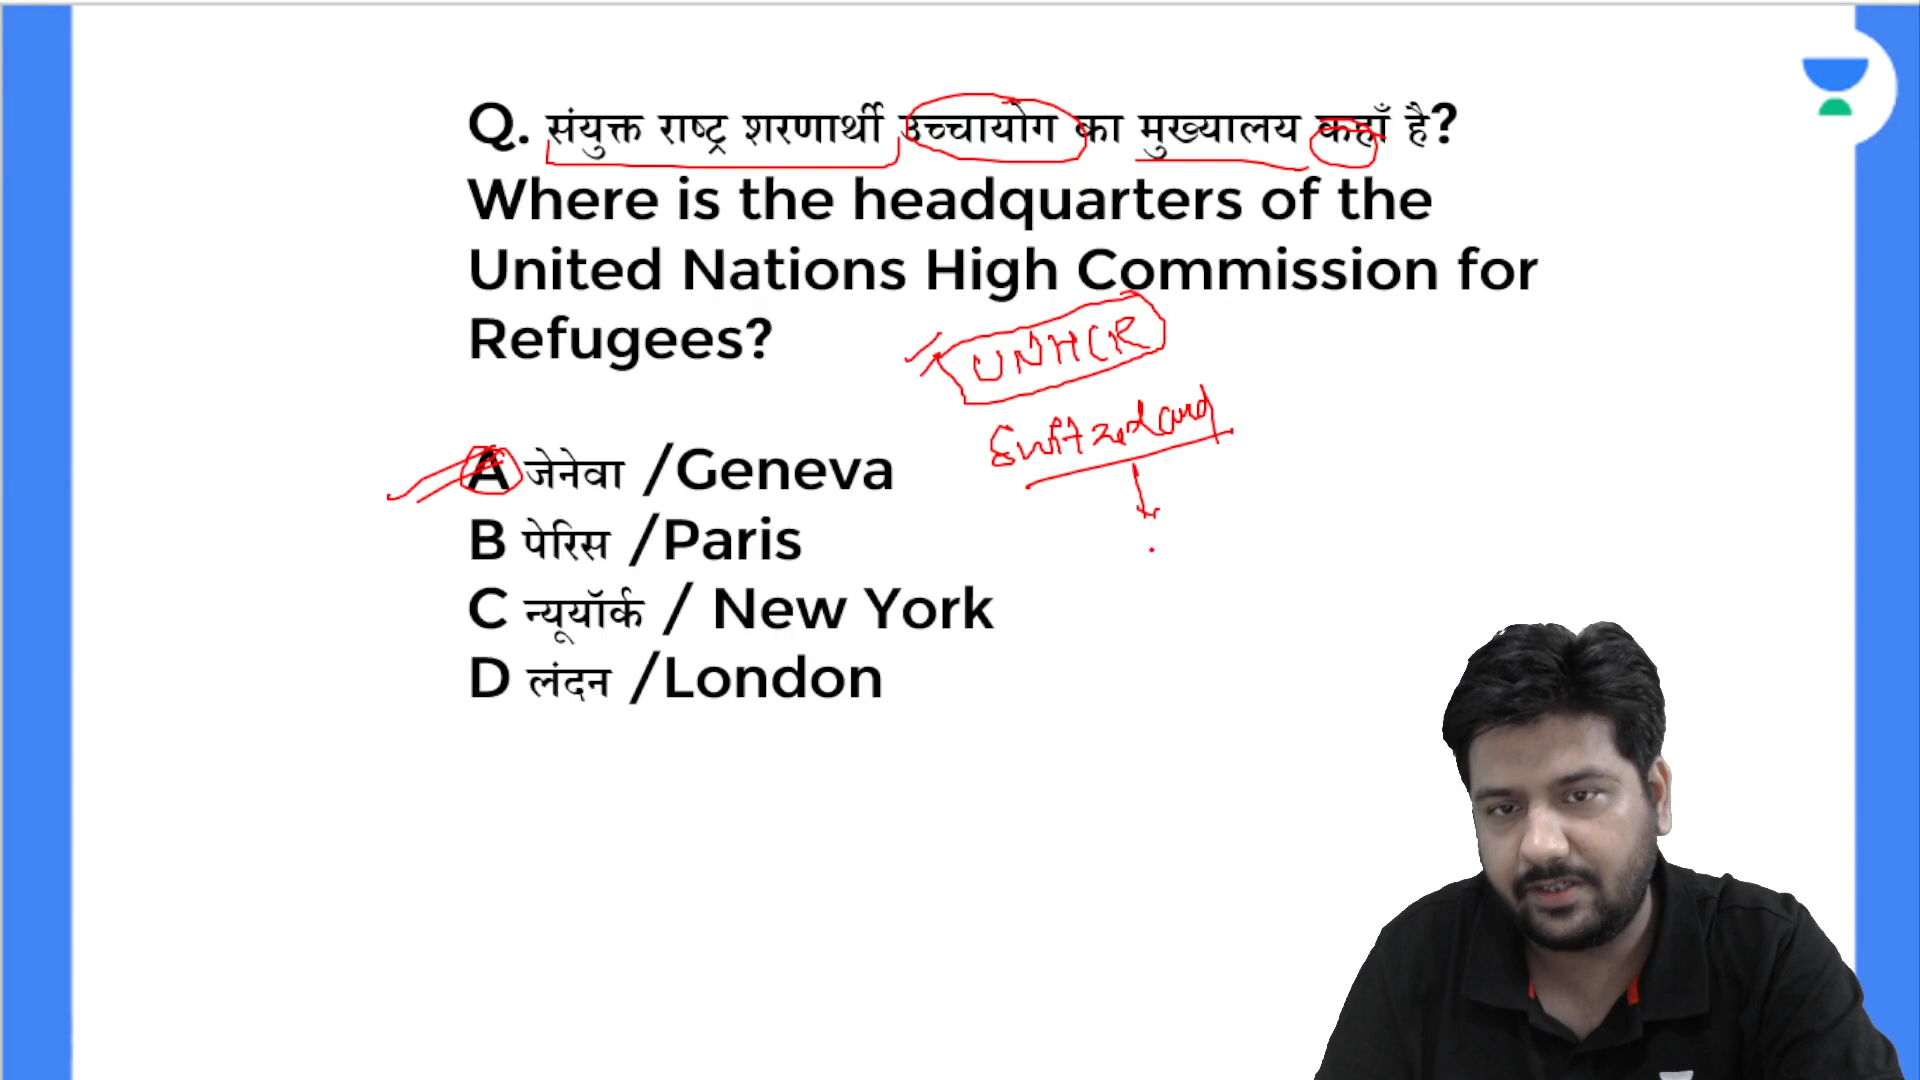 Q. संयुक्त राष्ट्र शरणार्थी उच्चायोग का मुख्यालय कहाँ है?
Where is the headquarters of the
United Nations High Commission for
Refugees?
UNHCR
Switzerland
A जेनेवा /Geneva
B पेरिस /Paris
C न्यूयॉर्क / New York
D लंदन /London